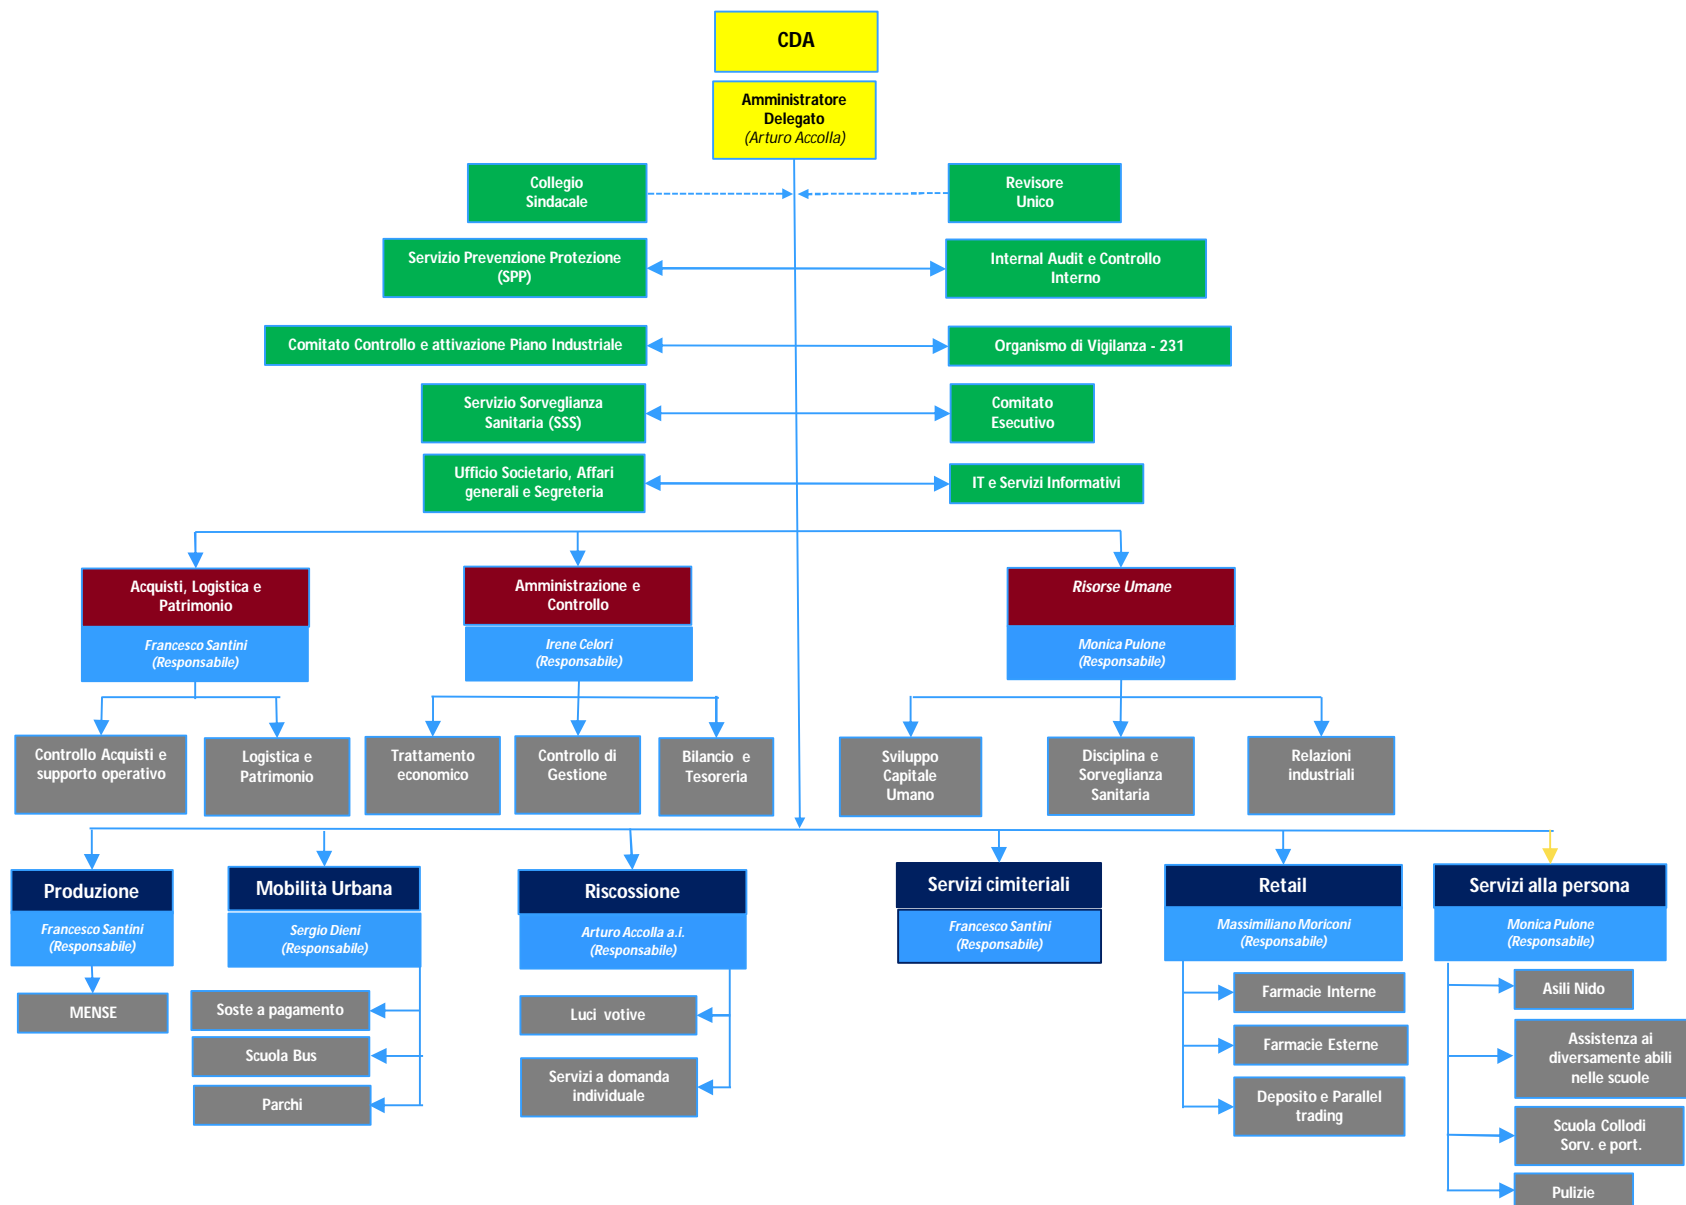 CDA
Amministratore
Delegato
(Arturo Accolla)
Collegio
Sindacale
Revisore
Unico
Servizio Prevenzione Protezione
(SPP)
Internal Audit e Controllo
Interno
Comitato Controllo e attivazione Piano Industriale
Organismo di Vigilanza - 231
Servizio Sorveglianza
Sanitaria (SSS)
Comitato
Esecutivo
Ufficio Societario, Affari
generali e Segreteria
IT e Servizi Informativi
Acquisti, Logistica e
Patrimonio
Francesco Santini
(Responsabile)
Amministrazione e
Controllo
Irene Celori
(Responsabile)
Risorse Umane
Monica Pulone
(Responsabile)
Controllo Acquisti e
supporto operativo
Logistica e
Patrimonio
Trattamento
economico
Controllo di
Gestione
Bilancio e
Tesoreria
Sviluppo
Capitale
Umano
Disciplina e
Sorveglianza
Sanitaria
Relazioni
industriali
Produzione
Francesco Santini
(Responsabile)
MENSE
Mobilità Urbana
Sergio Dieni
(Responsabile)
Soste a pagamento
Scuola Bus
Parchi
Riscossione
Arturo Accolla a.i.
(Responsabile)
Luci votive
Servizi a domanda
individuale
Servizi cimiteriali
Francesco Santini
(Responsabile)
Retail
Massimiliano Moriconi
(Responsabile)
Farmacie Interne
Farmacie Esterne
Deposito e Parallel
trading
Servizi alla persona
Monica Pulone
(Responsabile)
Asili Nido
Assistenza ai
diversamente abili
nelle scuole
Scuola Collodi
Sorv. e port.
Pulizie